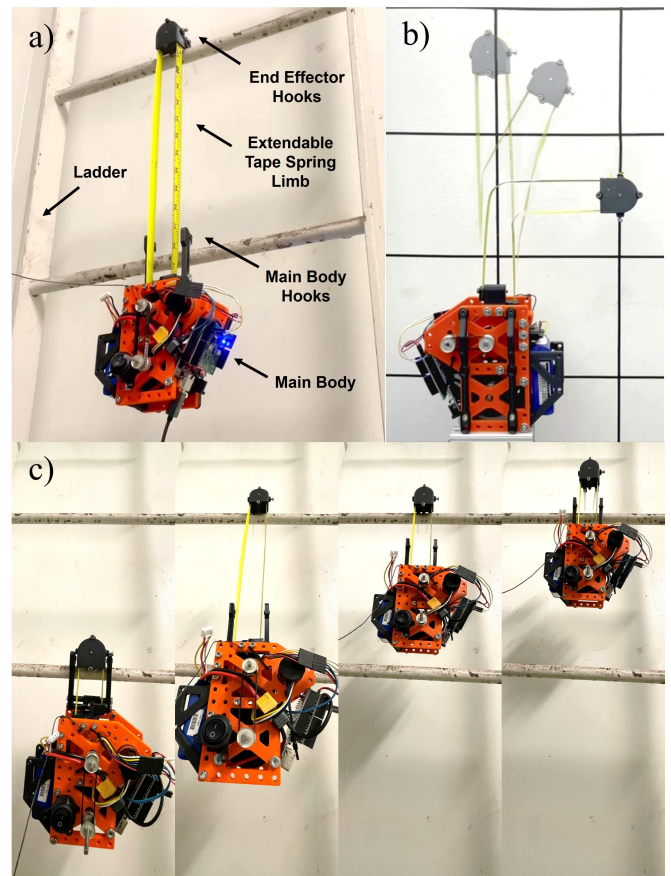 a)
End Effector
Hooks
Extendable
Tape Spring
Limb
Ladder
Main Body
Hooks
Main Body
b)
c)